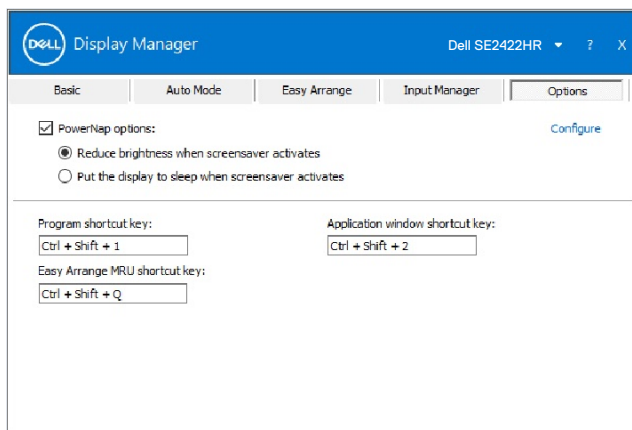 DELL Display Manager Dell SE2422HR ? X
Basic Auto Mode Easy Arrange Input Manager Options
PowerNap options: Configure
Reduce brightness when screensaver activates
Put the display to sleep when screensaver activates
Program shortcut key: Application window shortcut key:
Ctrl + Shift + 1 Ctrl + Shift + 2
Easy Arrange MRU shortcut key:
Ctrl + Shift + Q